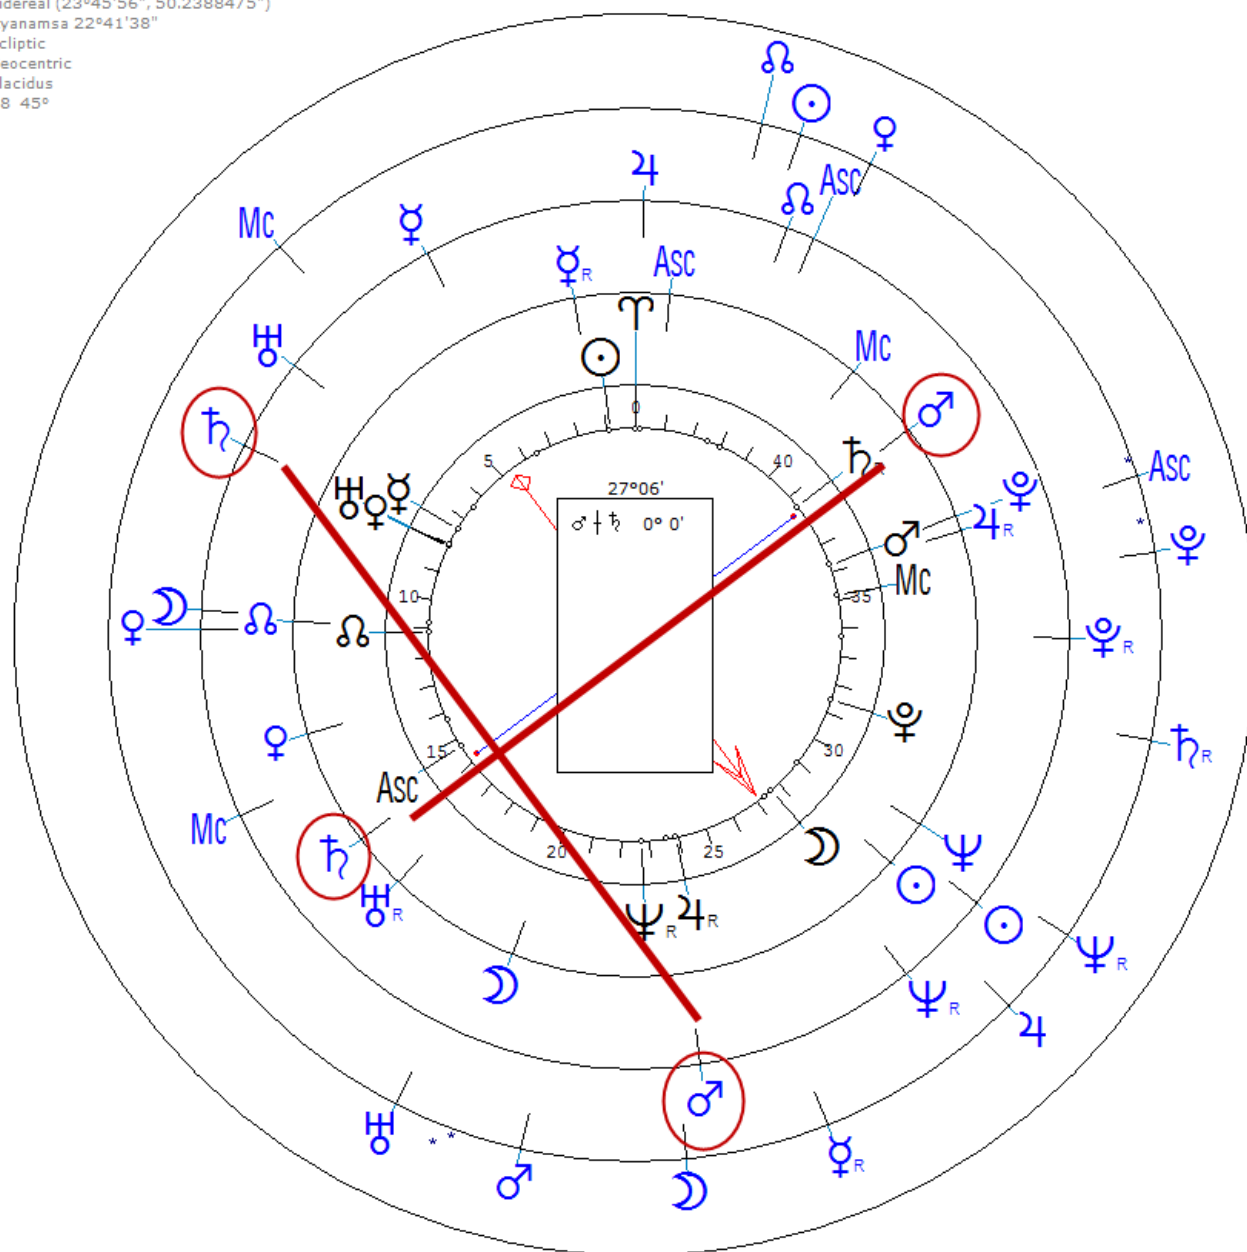 idereal (23°45'56", 50.2388475")
yanamsa 22°41'38"
cliptic
eocentric
lacidus
8 45°
☊
☉
♀
♃
Asc
☊
Mc
☿
☿R
Asc
♈
☉
Mc
♅
♄
♂
0
5
40
♄R
Asc
27°06'
♇
♂┼♄ 0° 0'
♃R
♅♀☿
♂
♇
Mc
10
35
♀☽
☊
☊
♇R
♇
♀
15
30
♄R
Asc
Mc
♄
☽
♆
20
25
♅R
☉
♆R
♃R
☉
♆R
☽
♆R
♃
♂
♅
* *
☿R
♂
☽